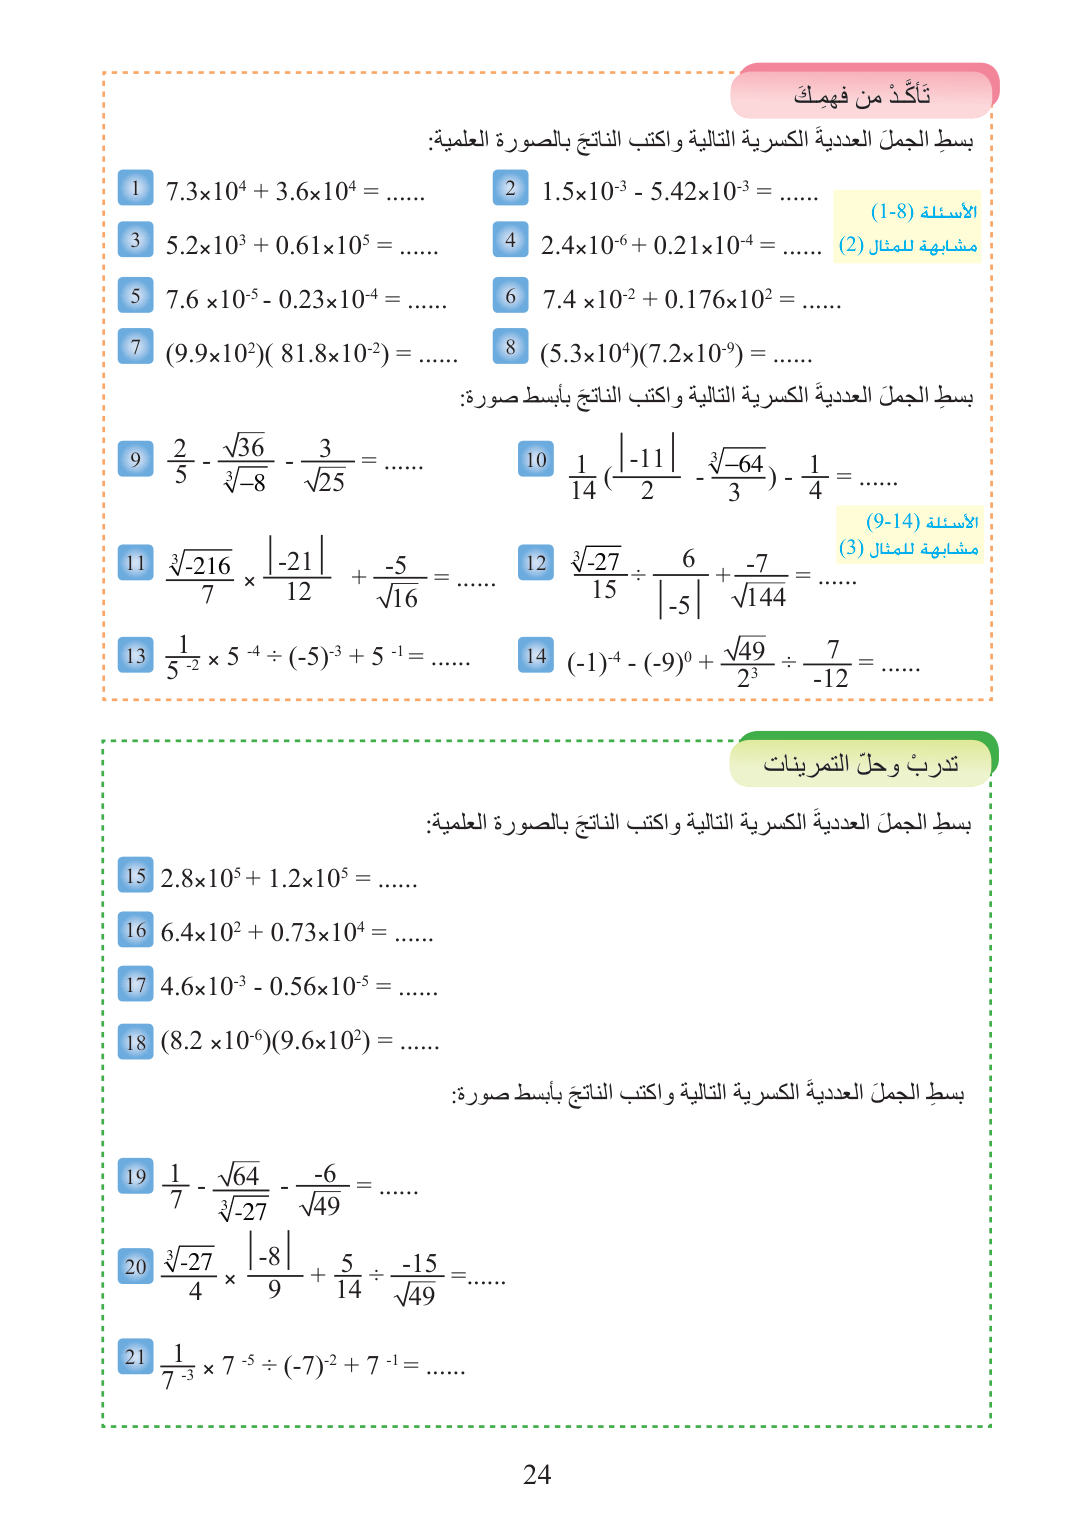 تَأكَّـدْ من فهمِـكَ
بسطِ الجملَ العدديةَ الكسرية التالية واكتب الناتجَ بالصورة العلمية:
1 7.3×10⁴ + 3.6×10⁴ = ......
2 1.5×10⁻³ - 5.42×10⁻³ = ......
الأسئلة (1-8)
مشابهة للمثال (2)
3 5.2×10³ + 0.61×10⁵ = ......
4 2.4×10⁻⁶ + 0.21×10⁻⁴ = ......
5 7.6 ×10⁻⁵ - 0.23×10⁻⁴ = ......
6 7.4 ×10⁻² + 0.176×10² = ......
7 (9.9×10²)( 81.8×10⁻²) = ......
8 (5.3×10⁴)(7.2×10⁻⁹) = ......
بسطِ الجملَ العدديةَ الكسرية التالية واكتب الناتجَ بأبسط صورة:
9 2/5 - √36/∛–8 - 3/√25 = ......
10 1/14 (|-11|/2 - ∛–64/3) - 1/4 = ......
الأسئلة (9-14)
مشابهة للمثال (3)
11 ∛-216/7 × |-21|/12 + -5/√16 = ......
12 ∛-27/15 ÷ 6/|-5| + -7/√144 = ......
13 1/5⁻² × 5⁻⁴ ÷ (-5)⁻³ + 5⁻¹ = ......
14 (-1)⁻⁴ - (-9)⁰ + √49/2³ ÷ 7/-12 = ......
تدربْ وحلّ التمرينات
بسطِ الجملَ العدديةَ الكسرية التالية واكتب الناتجَ بالصورة العلمية:
15 2.8×10⁵ + 1.2×10⁵ = ......
16 6.4×10² + 0.73×10⁴ = ......
17 4.6×10⁻³ - 0.56×10⁻⁵ = ......
18 (8.2 ×10⁻⁶)(9.6×10²) = ......
بسطِ الجملَ العدديةَ الكسرية التالية واكتب الناتجَ بأبسط صورة:
19 1/7 - √64/∛-27 - -6/√49 = ......
20 ∛-27/4 × |-8|/9 + 5/14 ÷ -15/√49 =......
21 1/7⁻³ × 7⁻⁵ ÷ (-7)⁻² + 7⁻¹ = ......
24